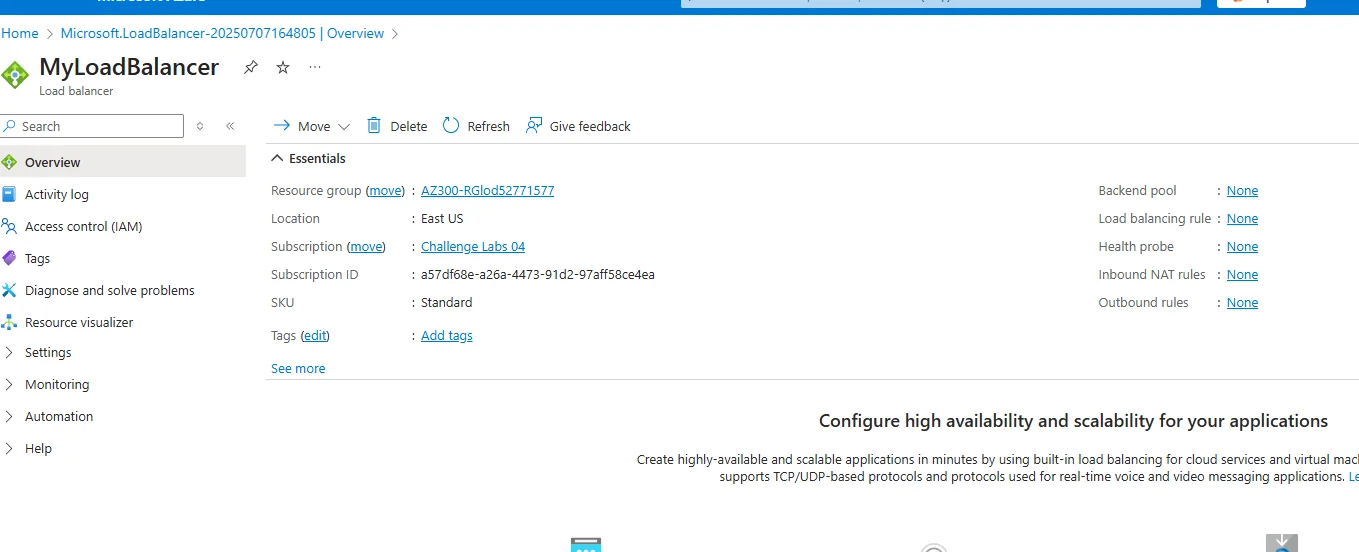 Home > Microsoft.LoadBalancer-20250707164805 | Overview >
MyLoadBalancer ...
Load balancer
Search
Move Delete Refresh Give feedback
Overview
Activity log
Access control (IAM)
Tags
Diagnose and solve problems
Resource visualizer
Settings
Monitoring
Automation
Help
Essentials
Resource group (move) : AZ300-RGlod52771577
Location : East US
Subscription (move) : Challenge Labs 04
Subscription ID : a57df68e-a26a-4473-91d2-97aff58ce4ea
SKU : Standard
Tags (edit) : Add tags
See more
Backend pool : None
Load balancing rule : None
Health probe : None
Inbound NAT rules : None
Outbound rules : None
Configure high availability and scalability for your applications
Create highly-available and scalable applications in minutes by using built-in load balancing for cloud services and virtual
supports TCP/UDP-based protocols and protocols used for real-time voice and video messaging applications.